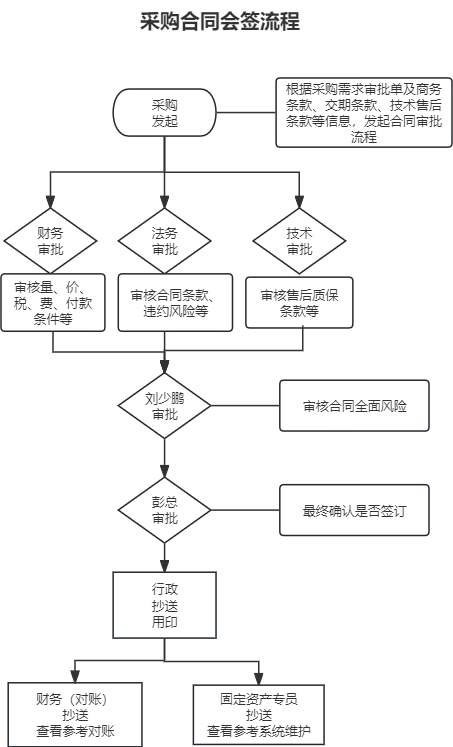 采购合同会签流程
采购
发起
根据采购需求审批单及商务
条款、交期条款、技术售后
条款等信息，发起合同审批
流程
财务
审批
法务
审批
技术
审批
审核量、价、
税、费、付款
条件等
审核合同条款、
违约风险等
审核售后质保
条款等
刘少鹏
审批
审核合同全面风险
彭总
审批
最终确认是否签订
行政
抄送
用印
财务（对账）
抄送
查看参考对账
固定资产专员
抄送
查看参考系统维护